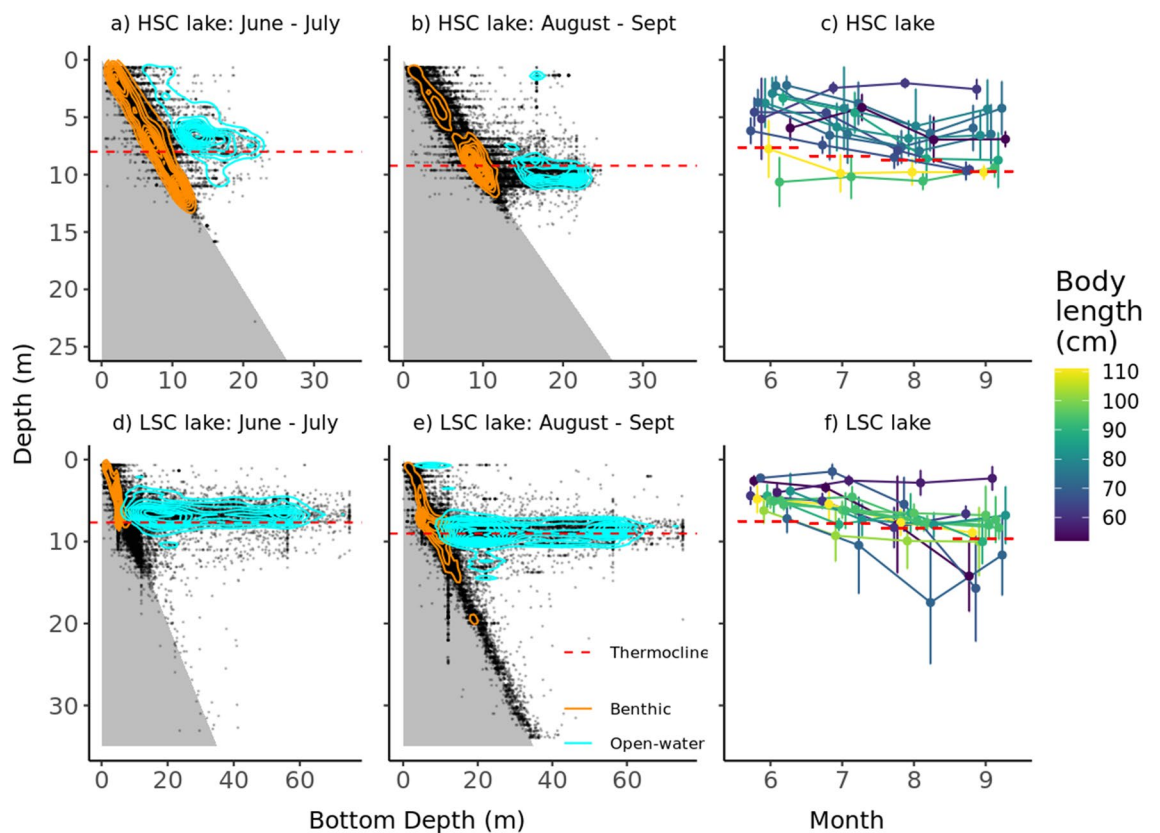 a) HSC lake: June - July
b) HSC lake: August - Sept
c) HSC lake
0
5
10
15
20
25
0 10 20 30
0 10 20 30
6 7 8 9
d) LSC lake: June - July
e) LSC lake: August - Sept
f) LSC lake
0
10
20
30
0 20 40 60
0 20 40 60
6 7 8 9
Thermocline
Benthic
Open-water
Depth (m)
Bottom Depth (m)
Month
Body
length
(cm)
110
100
90
80
70
60